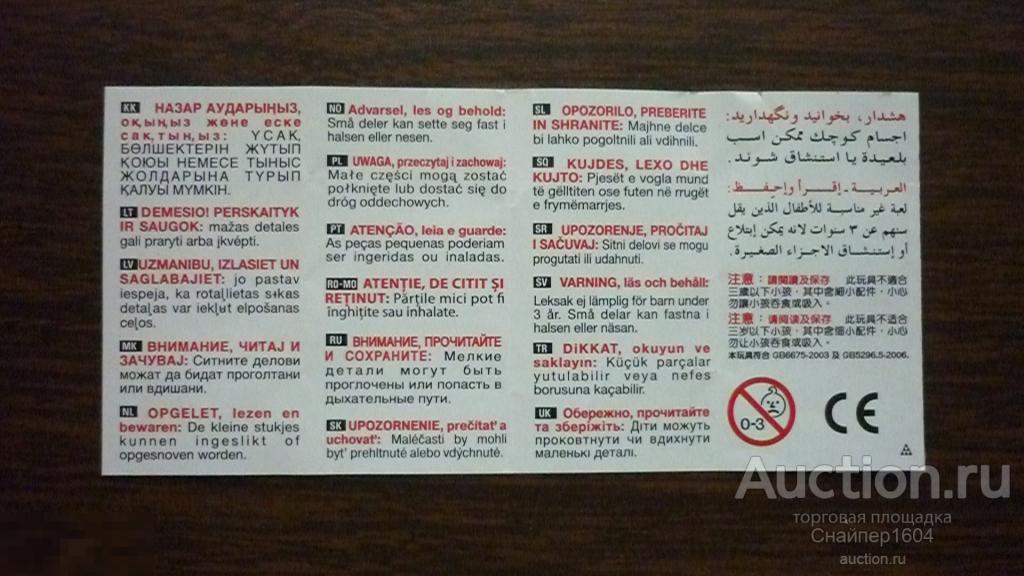 KK НАЗАР АУДАРЫҢЫЗ,
оқыңыз және еске
сақтыңыз: ҰСАҚ
БӨЛШЕКТЕРІН ЖҰТЫП
ҚОЮЫ НЕМЕСЕ ТЫНЫС
ЖОЛДАРЫНА ТҰРЫП
ҚАЛУЫ МҮМКІН.
LT DEMESIO! PERSKAITYK
IR SAUGOK: mažas detales
gali praryti arba įkvėpti.
LV UZMANIBU, IZLASIET UN
SAGLABAJIET: jo pastav
iespeja, ka rotaļlietas sıkas
detaļas var iekļut elpošanas
ceļos.
MK ВНИМАНИЕ, ЧИТАЈ И
ЗАЧУВАЈ: Ситните делови
можат да бидат проголтани
или вдишани.
NL OPGELET, lezen en
bewaren: De kleine stukjes
kunnen ingeslikt of
opgesnoven worden.
NO Advarsel, les og behold:
Små deler kan sette seg fast i
halsen eller nesen.
PL UWAGA, przeczytaj i zachowaj:
Małe części mogą zostać
połknięte lub dostać się do
dróg oddechowych.
PT ATENÇÃO, leia e guarde:
As peças pequenas poderiam
ser ingeridas ou inaladas.
RO-MO ATENȚIE, DE CITIT ȘI
REȚINUT: Părțile mici pot fi
înghițite sau inhalate.
RU ВНИМАНИЕ, ПРОЧИТАЙТЕ
И СОХРАНИТЕ: Мелкие
детали могут быть
проглочены или попасть в
дыхательные пути.
SK UPOZORNENIE, prečítat' a
uchovat': Maléčasti by mohli
byt' prehltnuté alebo vdýchnuté.
SL OPOZORILO, PREBERITE
IN SHRANITE: Majhne delce
bi lahko pogoltnili ali vdihnili.
SQ KUJDES, LEXO DHE
KUJTO: Pjesët e vogla mund
të gëlltiten ose futen në rrugët
e frymëmarrjes.
SR UPOZORENJE, PROČITAJ
I SAČUVAJ: Sitni delovi se mogu
progutati ili udahnuti.
SV VARNING, läs och behåll:
Leksak ej lämplig för barn under
3 år. Små delar kan fastna i
halsen eller näsan.
TR DİKKAT, okuyun ve
saklayın: Küçük parçalar
yutulabilir veya nefes
borusuna kaçabilir.
UK Обережно, прочитайте
та зберіжіть: Діти можуть
проковтнути чи вдихнути
маленькі деталі.
هشدار، بخوانید و نگهدارید:
اجسام کوچک ممکن است
بلعیده یا استنشاق شوند.
العربية - إقرأ وإحفظ:
لعبة غير مناسبة للأطفال الذين يقل
سنهم عن ٣ سنوات لانه يمكن إبتلاع
أو إستنشاق الاجزاء الصغيرة.
注意：請閱讀及保存 此玩具不適合
三歲以下小孩，其中含細小配件，小心
勿讓小孩吞食或吸入。
注意：请阅读及保存 此玩具不适合
三岁以下小孩，其中含细小配件，小心
勿让小孩吞食或吸入。
本玩具符合 GB6675-2003 及 GB5296.5-2006.
0-3
CE
Auction.ru
торговая площадка
Снайпер1604
auction.ru